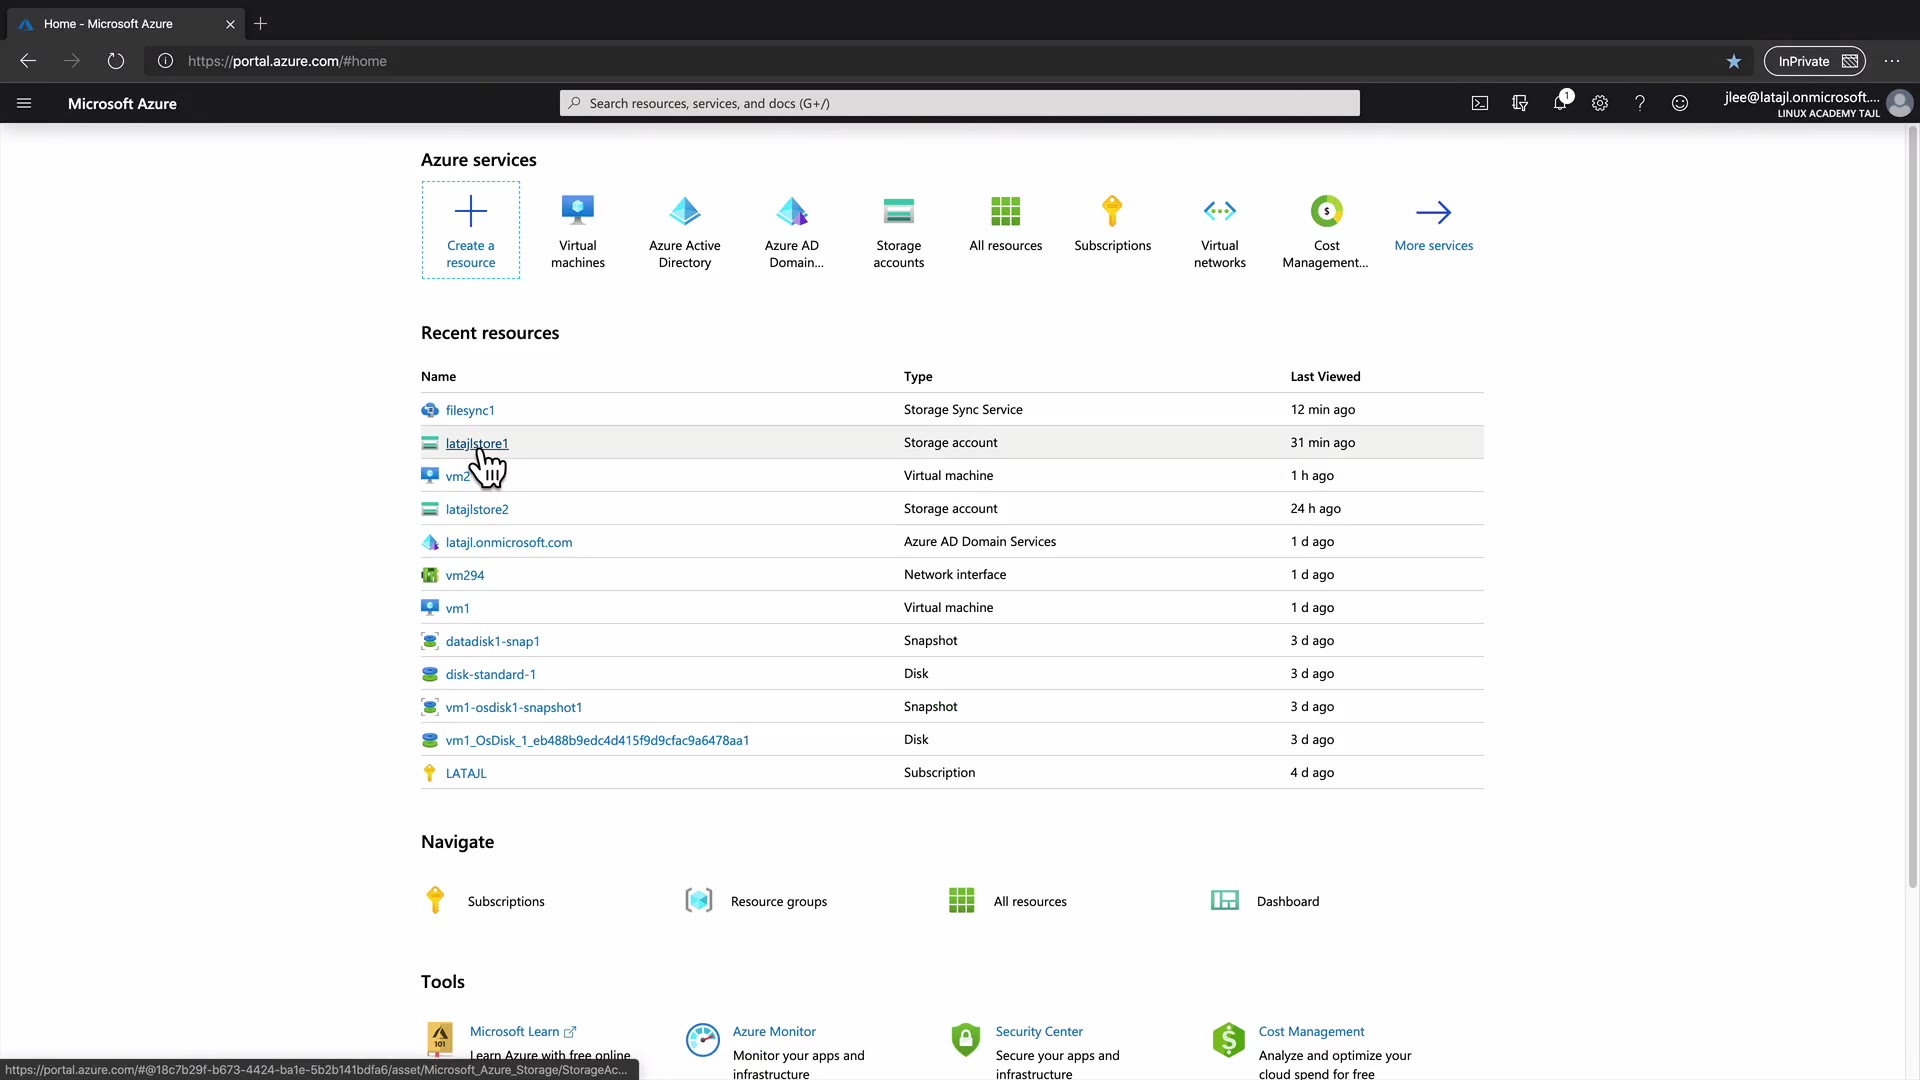 Home - Microsoft Azure
https://portal.azure.com/#home
InPrivate
Microsoft Azure
Search resources, services, and docs (G+/)
1
jlee@latajl.onmicrosoft....
LINUX ACADEMY TAJL
Azure services
Create a resource
Virtual machines
Azure Active Directory
Azure AD Domain...
Storage accounts
All resources
Subscriptions
Virtual networks
Cost Management...
More services
Recent resources
Name Type Last Viewed
filesync1 Storage Sync Service 12 min ago
latajlstore1 Storage account 31 min ago
vm2 Virtual machine 1 h ago
latajlstore2 Storage account 24 h ago
latajl.onmicrosoft.com Azure AD Domain Services 1 d ago
vm294 Network interface 1 d ago
vm1 Virtual machine 1 d ago
datadisk1-snap1 Snapshot 3 d ago
disk-standard-1 Disk 3 d ago
vm1-osdisk1-snapshot1 Snapshot 3 d ago
vm1_OsDisk_1_eb488b9edc4d415f9d9cfac9a6478aa1 Disk 3 d ago
LATAJL Subscription 4 d ago
Navigate
Subscriptions Resource groups All resources Dashboard
Tools
101
Microsoft Learn
Learn Azure with free online
Azure Monitor
Monitor your apps and
infrastructure
Security Center
Secure your apps and
infrastructure
Cost Management
Analyze and optimize your
cloud spend for free
https://portal.azure.com/#@18c7b29f-b673-4424-ba1e-5b2b141bdfa6/asset/Microsoft_Azure_Storage/StorageAc...